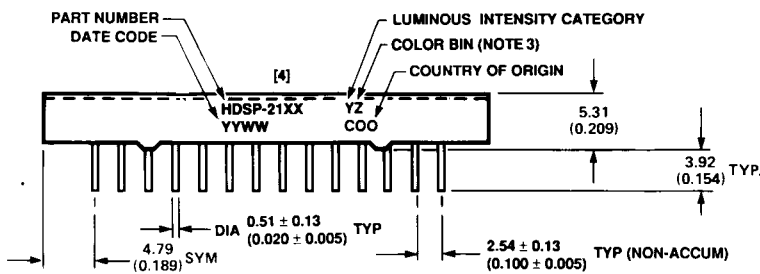 PART NUMBER
DATE CODE
LUMINOUS INTENSITY CATEGORY
COLOR BIN (NOTE 3)
COUNTRY OF ORIGIN
[4]
HDSP-21XX YZ
YYWW COO
5.31
(0.209)
3.92
(0.154) TYP.
DIA 0.51 ± 0.13
(0.020 ± 0.005) TYP
4.79
(0.189) SYM
2.54 ± 0.13
(0.100 ± 0.005) TYP (NON-ACCUM)